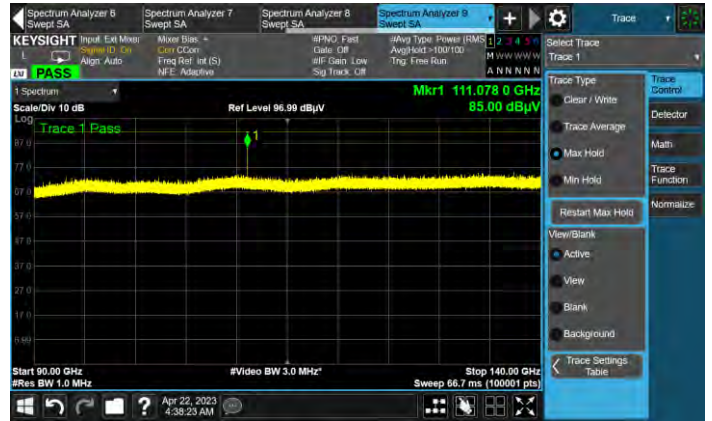 Spectrum Analyzer 6
Swept SA
Spectrum Analyzer 7
Swept SA
Spectrum Analyzer 8
Swept SA
Spectrum Analyzer 9
Swept SA
+
Trace
KEYSIGHT
L
LXI
PASS
Input: Ext Mixer
Signal ID: On
Align: Auto
Mixer Bias: +
Corr CCorr
Freq Ref: Int (S)
NFE: Adaptive
#PNO: Fast
Gate: Off
#IF Gain: Low
Sig Track: Off
#Avg Type: Power (RMS
Avg|Hold:>100/100
Trig: Free Run
1 2 3 4 5 6
M W W W W W
A N N N N N
Select Trace
Trace 1
1 Spectrum
Scale/Div 10 dB
Log
Ref Level 96.99 dBµV
Mkr1 111.078 0 GHz
85.00 dBµV
Trace 1 Pass
1
87.0
77.0
67.0
57.0
47.0
37.0
27.0
17.0
6.99
Start 90.00 GHz
#Res BW 1.0 MHz
#Video BW 3.0 MHz*
Stop 140.00 GHz
Sweep 66.7 ms (100001 pts)
Trace Type
Clear / Write
Trace Average
Max Hold
Min Hold
Restart Max Hold
View/Blank
Active
View
Blank
Background
Trace Settings
Table
Trace
Control
Detector
Math
Trace
Function
Normalize
?
Apr 22, 2023
4:38:23 AM